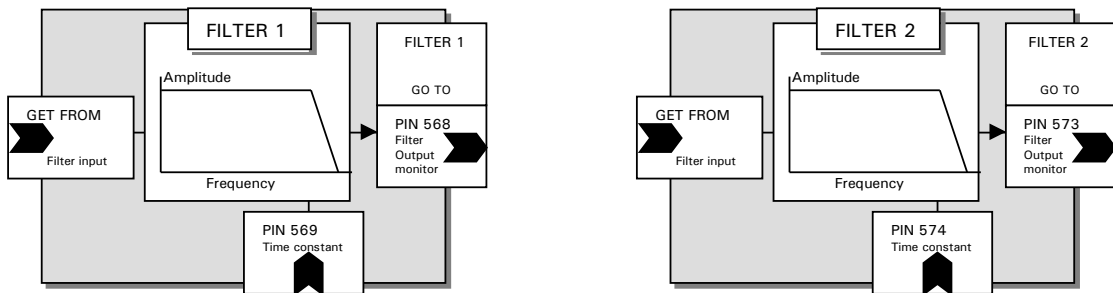 FILTER 1
FILTER 1
Amplitude
GO TO
GET FROM
Filter input
PIN 568
Filter
Output
monitor
Frequency
PIN 569
Time constant
FILTER 2
FILTER 2
Amplitude
GO TO
GET FROM
Filter input
PIN 573
Filter
Output
monitor
Frequency
PIN 574
Time constant